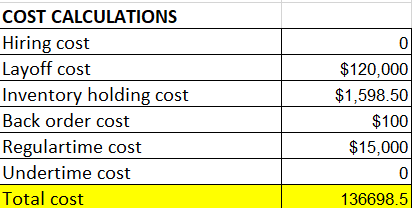 COST CALCULATIONS
Hiring cost 0
Layoff cost $120,000
Inventory holding cost $1,598.50
Back order cost $100
Regulartime cost $15,000
Undertime cost 0
Total cost 136698.5